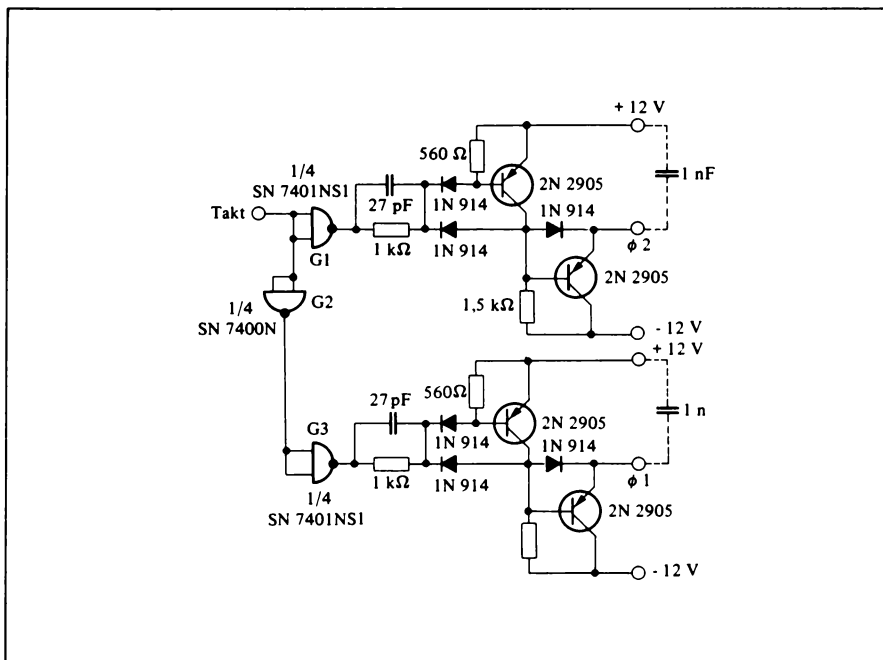 + 12 V
560 Ω
1/4
SN 7401NS1
27 pF
1N 914
2N 2905
1 nF
Takt
G1
1 kΩ
1N 914
1N 914
ϕ 2
G2
1/4
SN 7400N
2N 2905
1,5 kΩ
- 12 V
+ 12 V
560Ω
27pF
1N 914
2N 2905
1 n
G3
1 kΩ
1N 914
1N 914
ϕ 1
1/4
SN 7401NS1
2N 2905
- 12 V